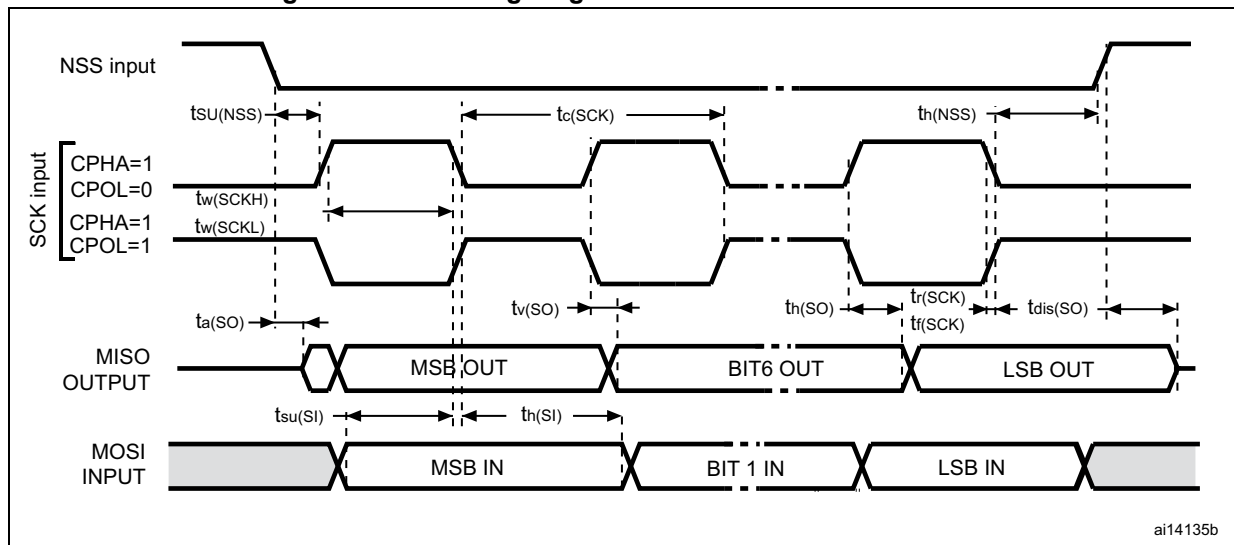 NSS input
tSU(NSS)
tc(SCK)
th(NSS)
SCK input
CPHA=1
CPOL=0
tw(SCKH)
CPHA=1
tw(SCKL)
CPOL=1
ta(SO)
tv(SO)
th(SO)
tr(SCK)
tf(SCK)
tdis(SO)
MISO
OUTPUT
MSB OUT
BIT6 OUT
LSB OUT
tsu(SI)
th(SI)
MOSI
INPUT
MSB IN
BIT 1 IN
LSB IN
ai14135b